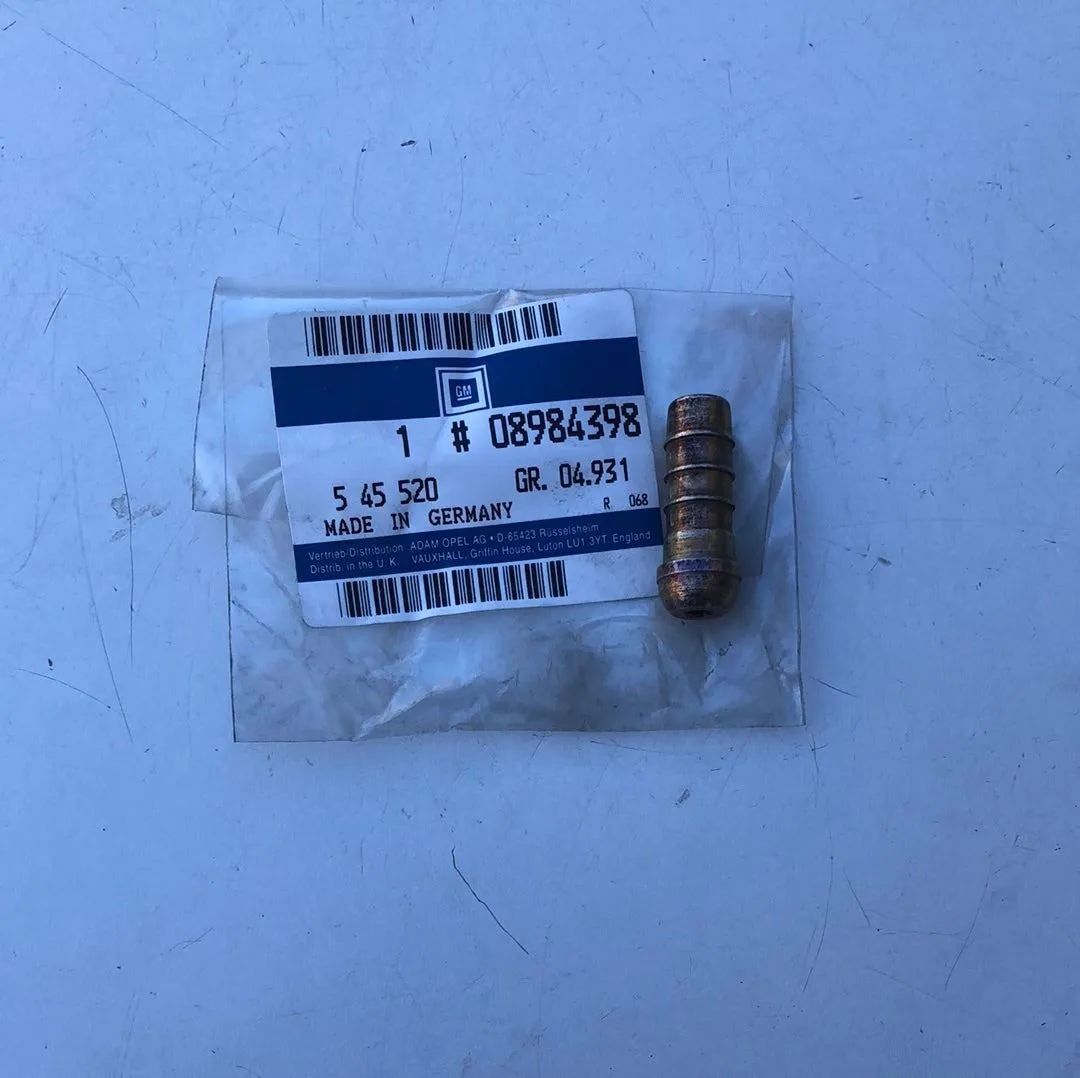 GM
1 # 08984398
5 45 520 GR. 04.931
MADE IN GERMANY R 068
Vertrieb/Distribution ADAM OPEL AG • D-65423 Rüsselsheim
Distrib. in the U. K. VAUXHALL, Griffin House, Luton LU1 3YT. England